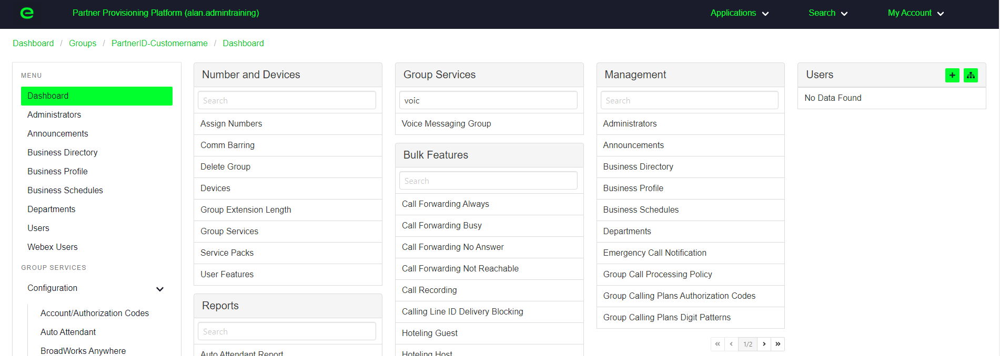 Partner Provisioning Platform (alan.admintraining)
Applications
Search
My Account
Dashboard / Groups / PartnerID-Customername / Dashboard
MENU
Dashboard
Administrators
Announcements
Business Directory
Business Profile
Business Schedules
Departments
Users
Webex Users
GROUP SERVICES
Configuration
Account/Authorization Codes
Auto Attendant
BroadWorks Anywhere
Number and Devices
Search
Assign Numbers
Comm Barring
Delete Group
Devices
Group Extension Length
Group Services
Service Packs
User Features
Reports
Search
Auto Attendant Report
Group Services
voic
Voice Messaging Group
Bulk Features
Search
Call Forwarding Always
Call Forwarding Busy
Call Forwarding No Answer
Call Forwarding Not Reachable
Call Recording
Calling Line ID Delivery Blocking
Hoteling Guest
Hoteling Host
Management
Search
Administrators
Announcements
Business Directory
Business Profile
Business Schedules
Departments
Emergency Call Notification
Group Call Processing Policy
Group Calling Plans Authorization Codes
Group Calling Plans Digit Patterns
« ‹ 1/2 › »
Users
No Data Found